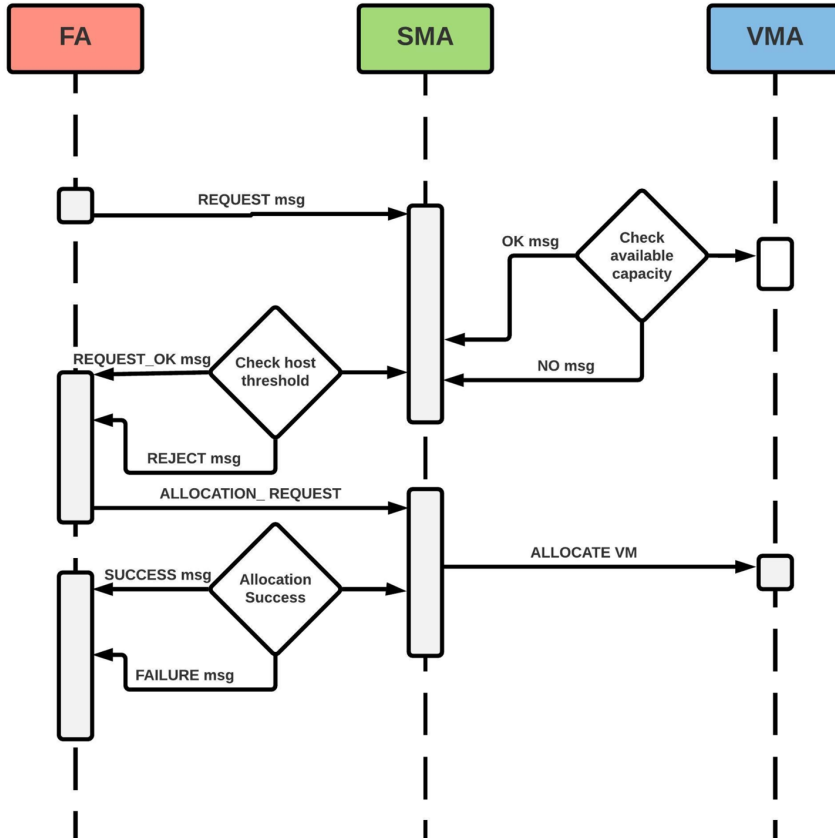 FA
SMA
VMA
REQUEST msg
OK msg
Check
available
capacity
NO msg
REQUEST_OK msg
Check host
threshold
REJECT msg
ALLOCATION_ REQUEST
SUCCESS msg
Allocation
Success
ALLOCATE VM
FAILURE msg